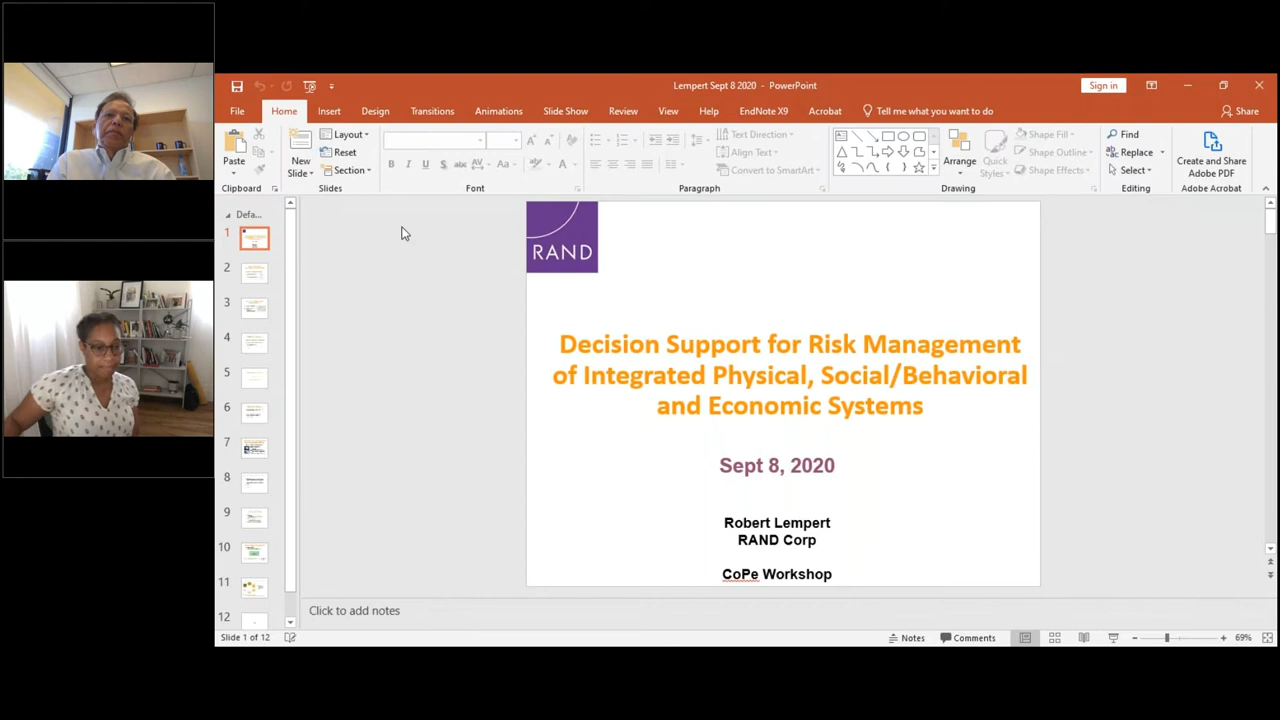 Lempert Sept 8 2020 - PowerPoint
Sign in
File Home Insert Design Transitions Animations Slide Show Review View Help EndNote X9 Acrobat Tell me what you want to do Share
Paste
Clipboard
New Slide
Layout
Reset
Section
Slides
B I U S abc AV Aa A
Font
Text Direction
Align Text
Convert to SmartArt
Paragraph
Arrange
Quick Styles
Shape Fill
Shape Outline
Shape Effects
Drawing
Find
Replace
Select
Editing
Create and Share Adobe PDF
Adobe Acrobat
Defa...
1
2
3
4
5
6
7
8
9
10
11
12
RAND
Decision Support for Risk Management
of Integrated Physical, Social/Behavioral
and Economic Systems
Sept 8, 2020
Robert Lempert
RAND Corp
CoPe Workshop
Click to add notes
Slide 1 of 12 Notes Comments 69%